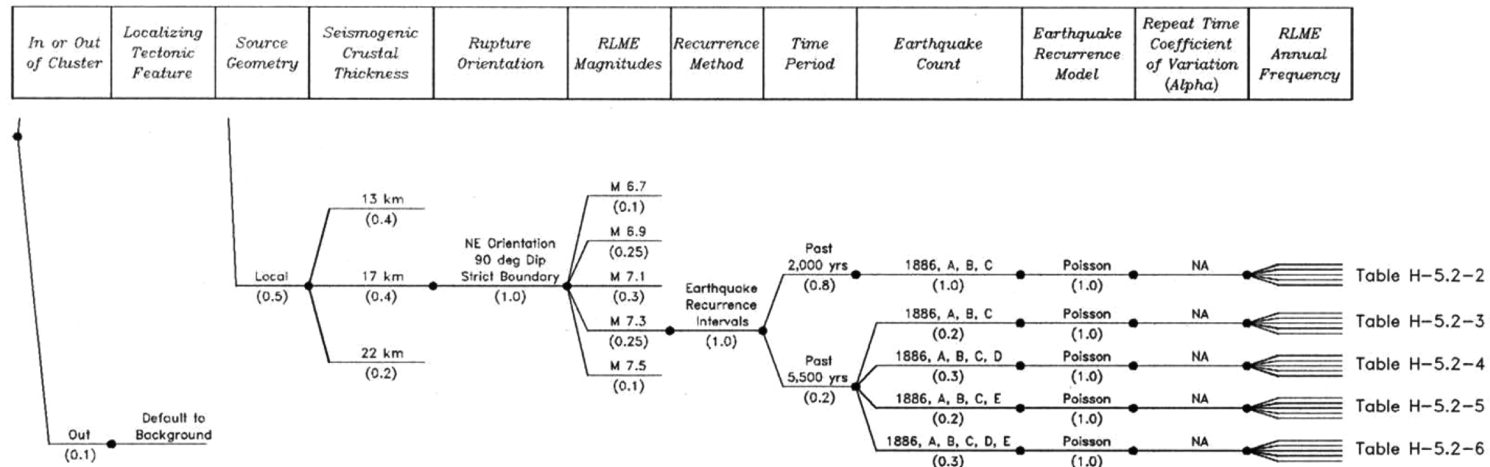 In or Out
of Cluster
Localizing
Tectonic
Feature
Source
Geometry
Seismogenic
Crustal
Thickness
Rupture
Orientation
RLME
Magnitudes
Recurrence
Method
Time
Period
Earthquake
Count
Earthquake
Recurrence
Model
Repeat Time
Coefficient
of Variation
(Alpha)
RLME
Annual
Frequency
Out
(0.1)
Default to
Background
Local
(0.5)
13 km
(0.4)
17 km
(0.4)
22 km
(0.2)
NE Orientation
90 deg Dip
Strict Boundary
(1.0)
M 6.7
(0.1)
M 6.9
(0.25)
M 7.1
(0.3)
M 7.3
(0.25)
M 7.5
(0.1)
Earthquake
Recurrence
Intervals
(1.0)
Past
2,000 yrs
(0.8)
Past
5,500 yrs
(0.2)
1886, A, B, C
(1.0)
Poisson
(1.0)
NA
Table H-5.2-2
1886, A, B, C
(0.2)
Poisson
(1.0)
NA
Table H-5.2-3
1886, A, B, C, D
(0.3)
Poisson
(1.0)
NA
Table H-5.2-4
1886, A, B, C, E
(0.2)
Poisson
(1.0)
NA
Table H-5.2-5
1886, A, B, C, D, E
(0.3)
Poisson
(1.0)
NA
Table H-5.2-6